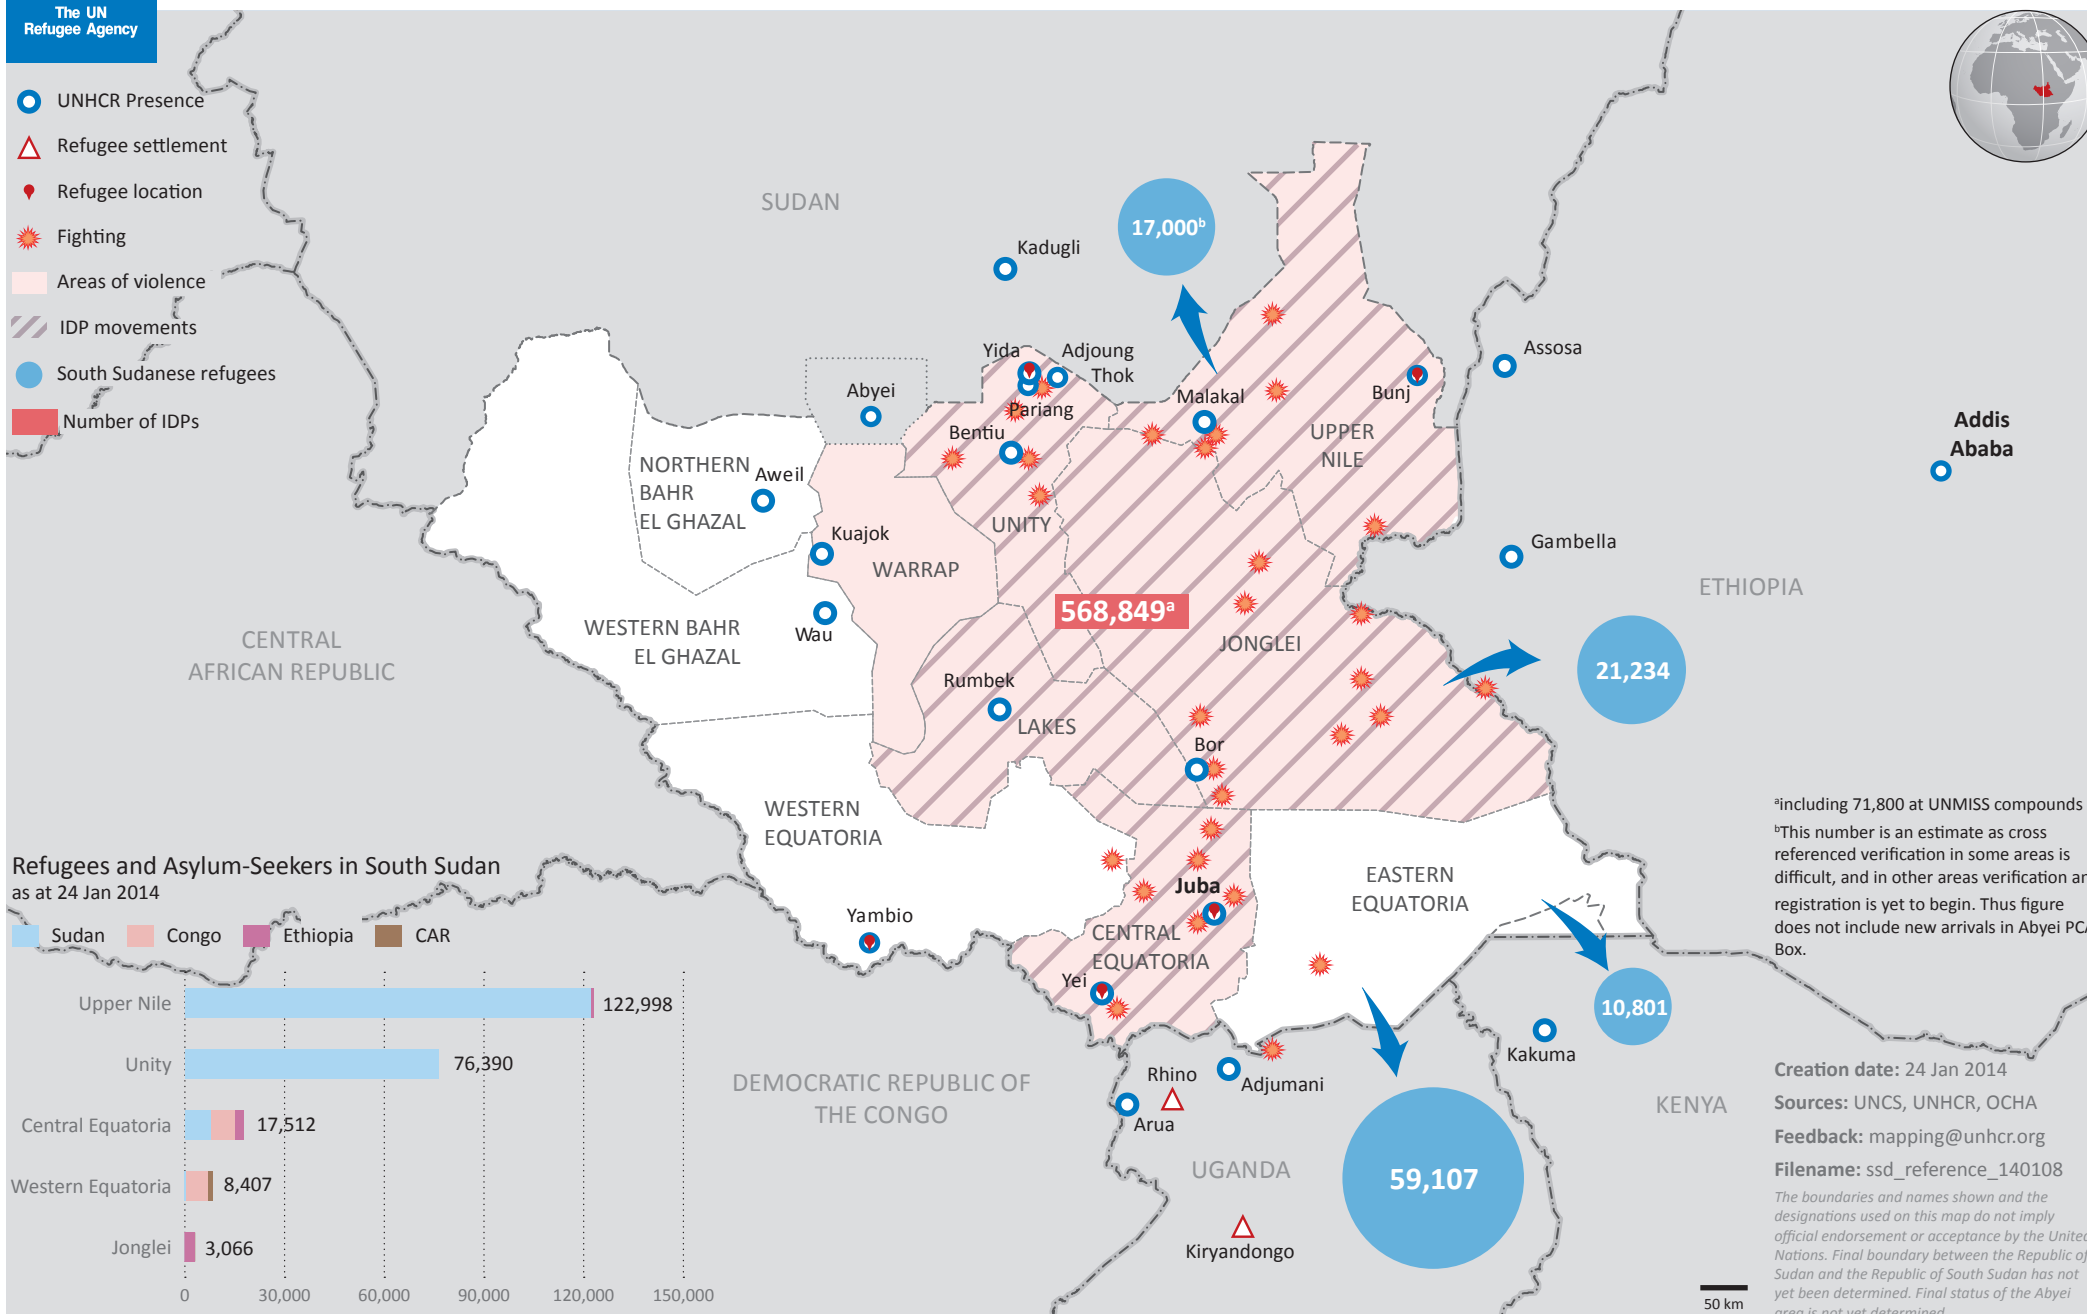 The UN
Refugee Agency
UNHCR Presence
Refugee settlement
Refugee location
Fighting
Areas of violence
IDP movements
South Sudanese refugees
Number of IDPs
SUDAN
17,000ᵇ
Kadugli
Yida
Adjoung
Thok
Pariang
Abyei
Bentiu
Malakal
Bunj
Assosa
Addis
Ababa
UPPER
NILE
NORTHERN
BAHR
EL GHAZAL
Aweil
UNITY
Kuajok
WARRAP
Gambella
ETHIOPIA
568,849ᵃ
WESTERN BAHR
EL GHAZAL
Wau
JONGLEI
CENTRAL
AFRICAN REPUBLIC
21,234
Rumbek
LAKES
Bor
WESTERN
EQUATORIA
EASTERN
EQUATORIA
Juba
Yambio
CENTRAL
EQUATORIA
Yei
10,801
Kakuma
Rhino
Adjumani
Arua
DEMOCRATIC REPUBLIC OF
THE CONGO
UGANDA
KENYA
59,107
Kiryandongo
Refugees and Asylum-Seekers in South Sudan
as at 24 Jan 2014
Sudan Congo Ethiopia CAR
Upper Nile 122,998
Unity 76,390
Central Equatoria 17,512
Western Equatoria 8,407
Jonglei 3,066
0 30,000 60,000 90,000 120,000 150,000
ᵃincluding 71,800 at UNMISS compounds
ᵇThis number is an estimate as cross
referenced verification in some areas is
difficult, and in other areas verification
registration is yet to begin. Thus figure
does not include new arrivals in Abyei
Box.
Creation date: 24 Jan 2014
Sources: UNCS, UNHCR, OCHA
Feedback: mapping@unhcr.org
Filename: ssd_reference_140108
The boundaries and names shown and the
designations used on this map do not imply
official endorsement or acceptance by the United
Nations. Final boundary between the Republic of
Sudan and the Republic of South Sudan has not
yet been determined. Final status of the Abyei
area is not yet determined
50 km